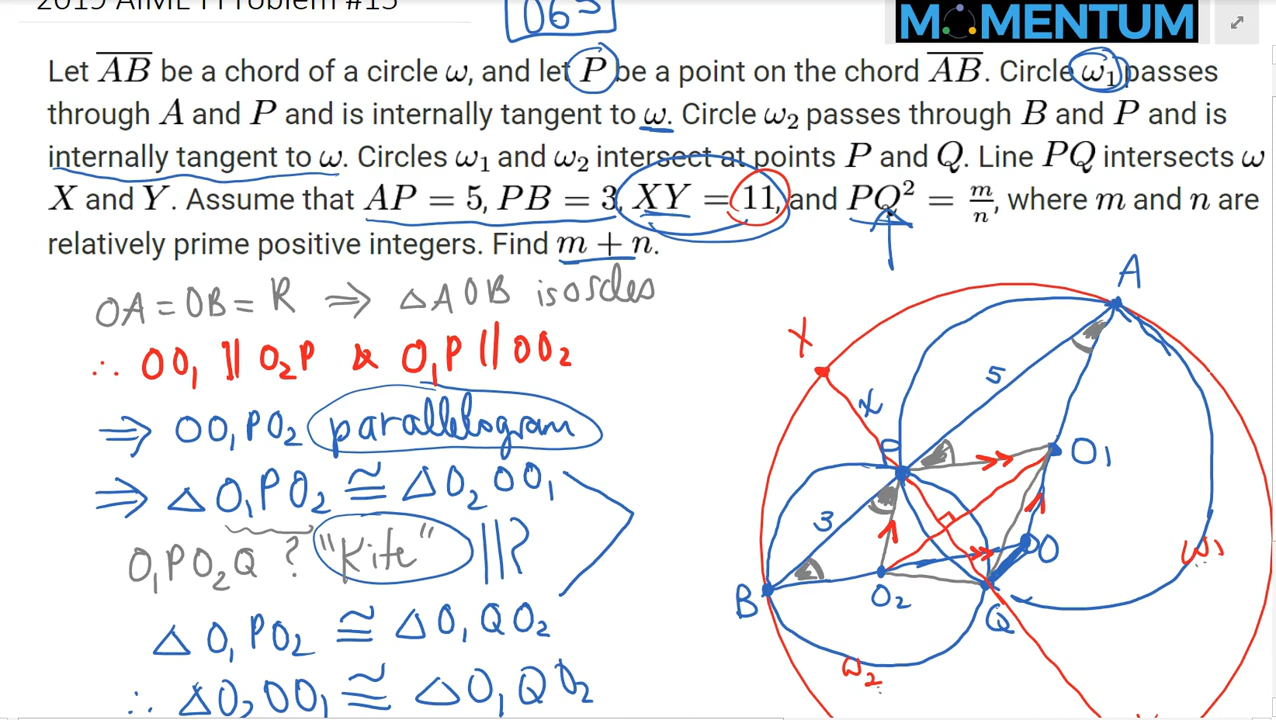 2019 AIME I Problem #15
065
MOMENTUM
Let AB be a chord of a circle ω, and let P be a point on the chord AB. Circle ω₁ passes
through A and P and is internally tangent to ω. Circle ω₂ passes through B and P and is
internally tangent to ω. Circles ω₁ and ω₂ intersect at points P and Q. Line PQ intersects ω
X and Y. Assume that AP = 5, PB = 3, XY = 11, and PQ² = m/n, where m and n are
relatively prime positive integers. Find m + n.
OA = OB = R ⇒ △AOB isoscles
∴ OO₁ || O₂P & O₁P || OO₂
⇒ OO₁PO₂ parallelogram
⇒ △O₁PO₂ ≅ △O₂OO₁
O₁PO₂Q ? "Kite"
△O₁PO₂ ≅ △O₁QO₂
∴ △O₂OO₁ ≅ △O₁QO₂
A
X
5
x
P
O₁
3
O
ω₁
B
O₂
Q
ω₂